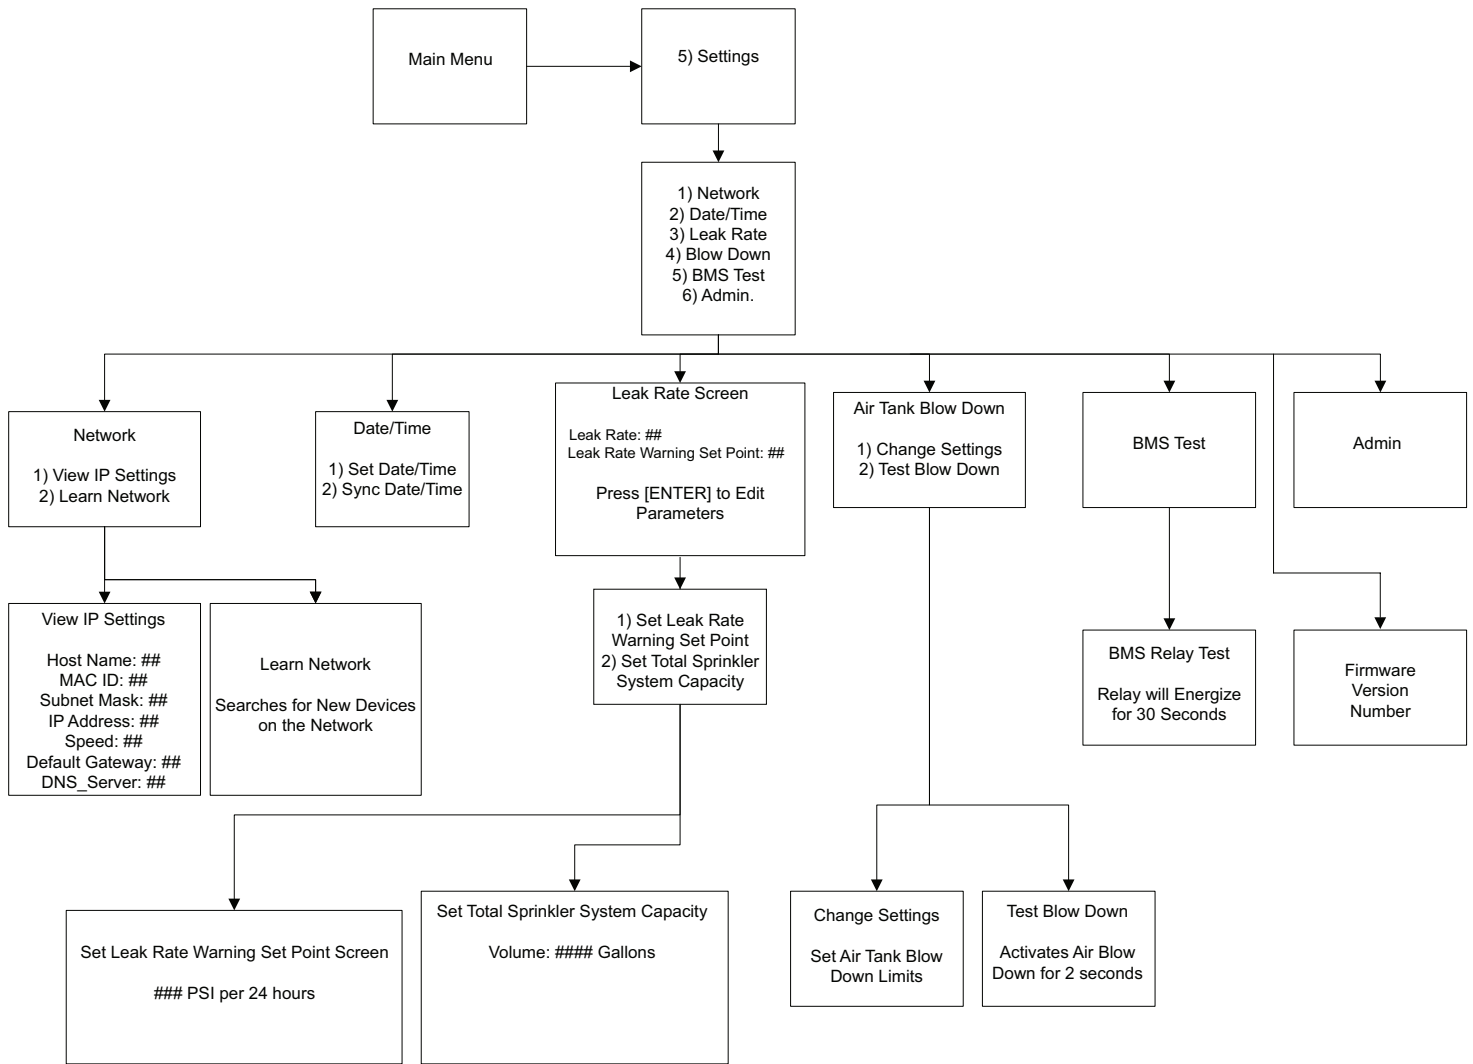 Main Menu
5) Settings
1) Network
2) Date/Time
3) Leak Rate
4) Blow Down
5) BMS Test
6) Admin.
Network
1) View IP Settings
2) Learn Network
Date/Time
1) Set Date/Time
2) Sync Date/Time
Leak Rate Screen
Leak Rate: ##
Leak Rate Warning Set Point: ##
Press [ENTER] to Edit
Parameters
Air Tank Blow Down
1) Change Settings
2) Test Blow Down
BMS Test
Admin
View IP Settings
Host Name: ##
MAC ID: ##
Subnet Mask: ##
IP Address: ##
Speed: ##
Default Gateway: ##
DNS_Server: ##
Learn Network
Searches for New Devices
on the Network
1) Set Leak Rate
Warning Set Point
2) Set Total Sprinkler
System Capacity
BMS Relay Test
Relay will Energize
for 30 Seconds
Firmware
Version
Number
Set Leak Rate Warning Set Point Screen
### PSI per 24 hours
Set Total Sprinkler System Capacity
Volume: #### Gallons
Change Settings
Set Air Tank Blow
Down Limits
Test Blow Down
Activates Air Blow
Down for 2 seconds